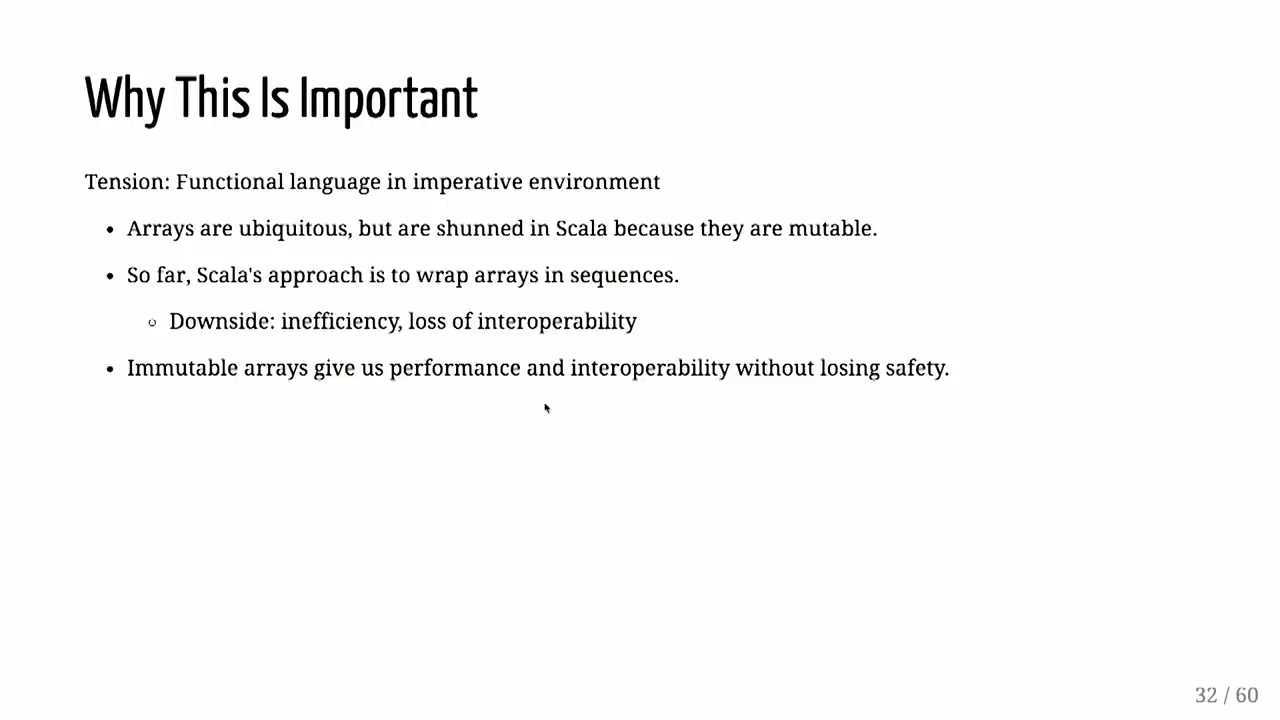 Why This Is Important
Tension: Functional language in imperative environment
• Arrays are ubiquitous, but are shunned in Scala because they are mutable.
• So far, Scala's approach is to wrap arrays in sequences.
○ Downside: inefficiency, loss of interoperability
• Immutable arrays give us performance and interoperability without losing safety.
32 / 60